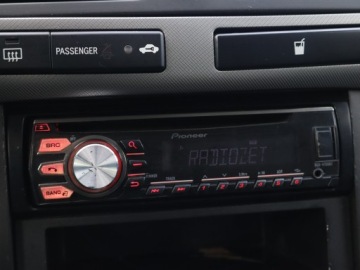 PASSENGER
Pioneer
SRC
RADIOZET
BAND